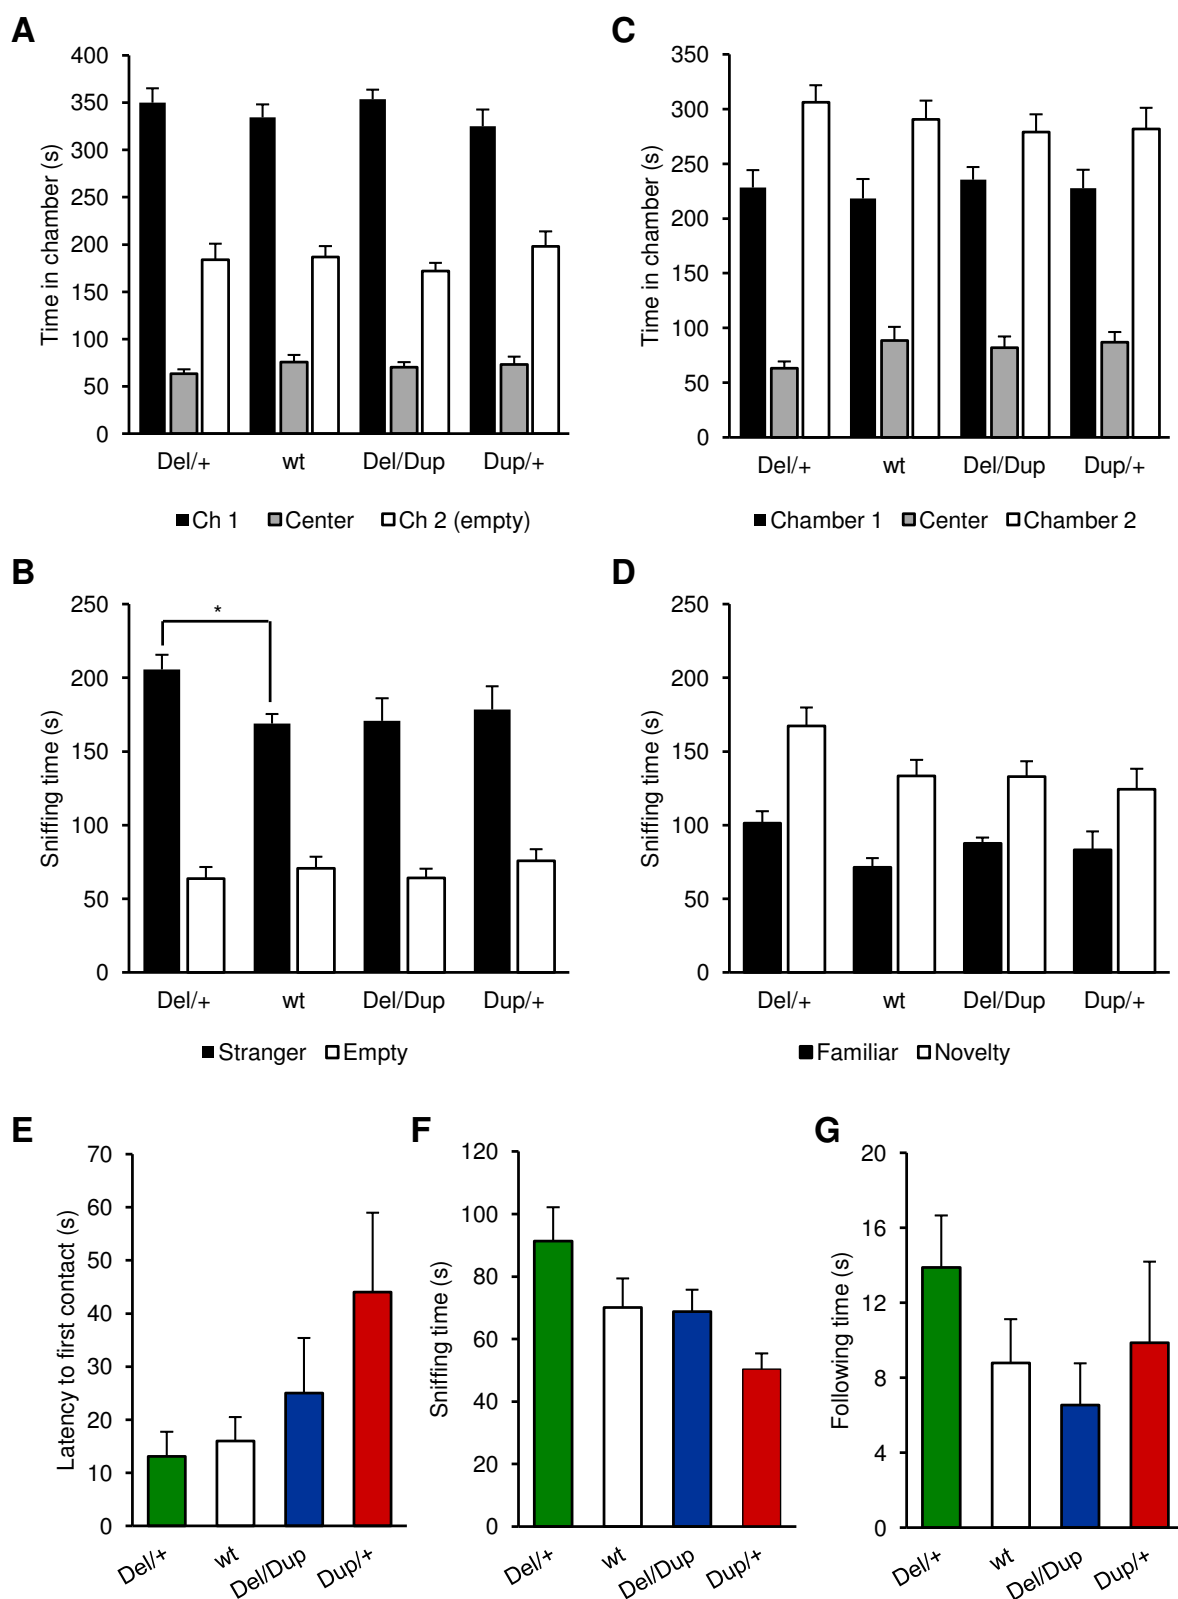 A
Time in chamber (s)
400
350
300
250
200
150
100
50
0
Del/+ wt Del/Dup Dup/+
Ch 1 Center Ch 2 (empty)
C
Time in chamber (s)
350
300
250
200
150
100
50
0
Del/+ wt Del/Dup Dup/+
Chamber 1 Center Chamber 2
B
Sniffing time (s)
250
200
150
100
50
0
*
Del/+ wt Del/Dup Dup/+
Stranger Empty
D
Sniffing time (s)
250
200
150
100
50
0
Del/+ wt Del/Dup Dup/+
Familiar Novelty
E
Latency to first contact (s)
70
60
50
40
30
20
10
0
Del/+ wt Del/Dup Dup/+
F
Sniffing time (s)
120
100
80
60
40
20
0
Del/+ wt Del/Dup Dup/+
G
Following time (s)
20
16
12
8
4
0
Del/+ wt Del/Dup Dup/+